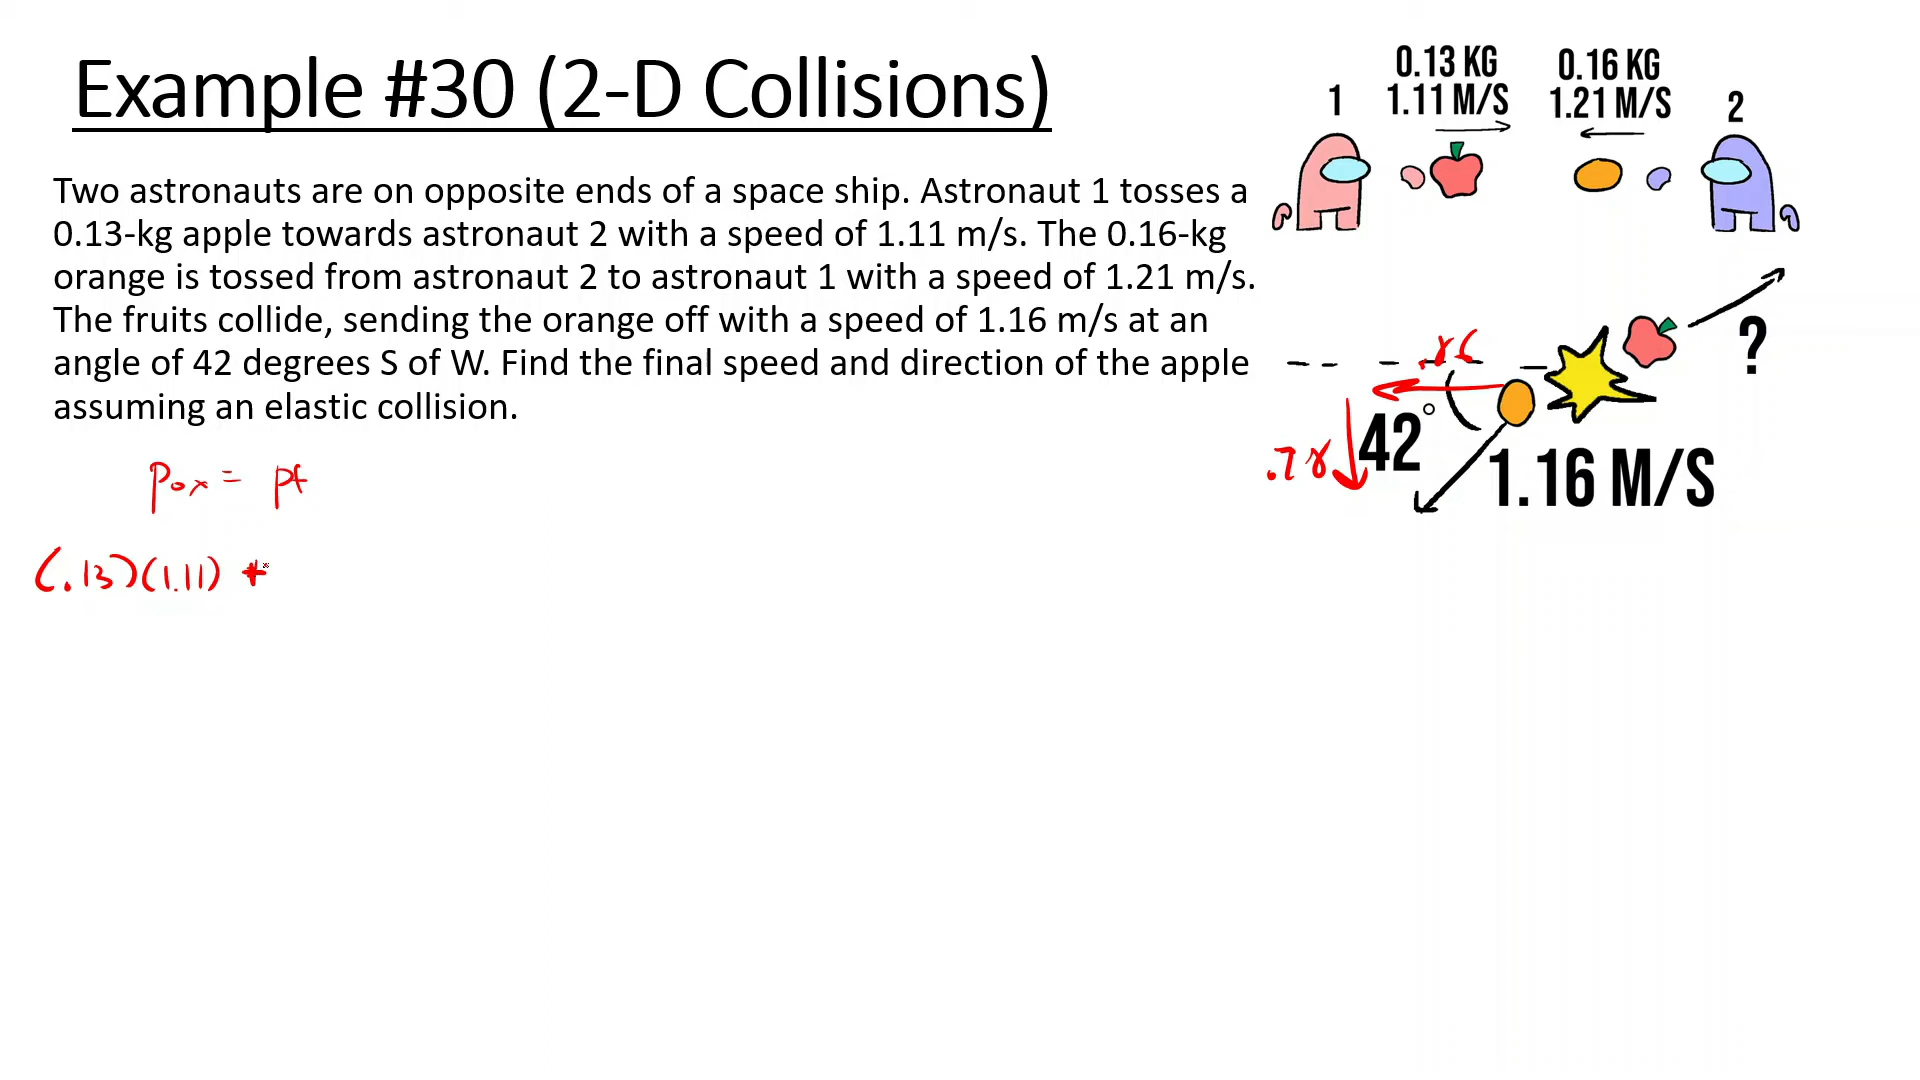 Example #30 (2-D Collisions)
Two astronauts are on opposite ends of a space ship. Astronaut 1 tosses a
0.13-kg apple towards astronaut 2 with a speed of 1.11 m/s. The 0.16-kg
orange is tossed from astronaut 2 to astronaut 1 with a speed of 1.21 m/s.
The fruits collide, sending the orange off with a speed of 1.16 m/s at an
angle of 42 degrees S of W. Find the final speed and direction of the apple
assuming an elastic collision.
Pox = pf
(.13)(1.11) +
0.13 KG
0.16 KG
1 1.11 M/S
1.21 M/S 2
.86
?
42°
.78
1.16 M/S